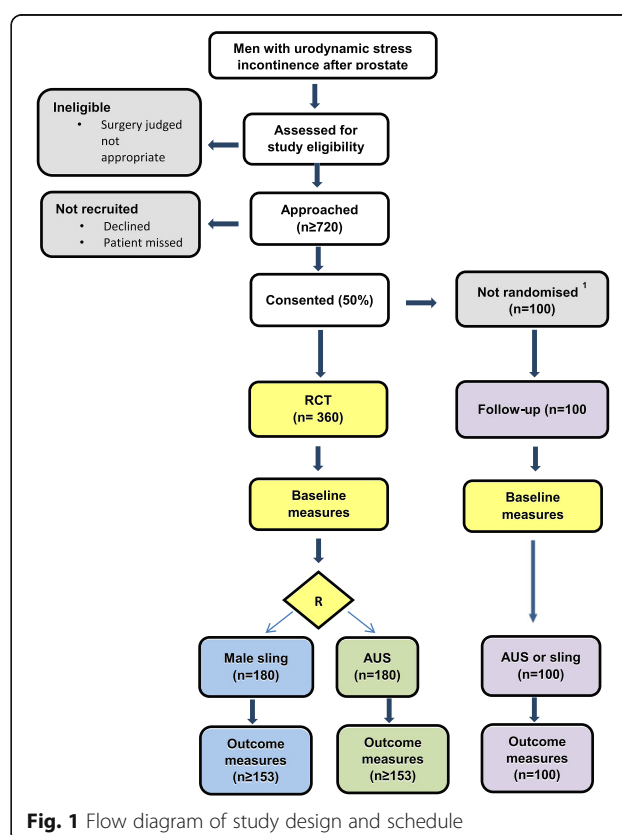 Men with urodynamic stress
incontinence after prostate
Ineligible
• Surgery judged
not
appropriate
Assessed for
study eligibility
Not recruited
• Declined
• Patient missed
Approached
(n≥720)
Consented (50%)
Not randomised ¹
(n=100)
RCT
(n= 360)
Follow-up (n=100
Baseline
measures
Baseline
measures
R
Male sling
(n=180)
AUS
(n=180)
AUS or sling
(n=100)
Outcome
measures
(n≥153)
Outcome
measures
(n≥153)
Outcome
measures
(n=100)
Fig. 1 Flow diagram of study design and schedule